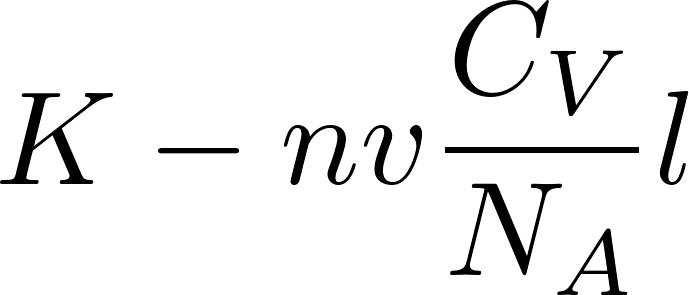 K - nv \frac{C_V}{N_A} l